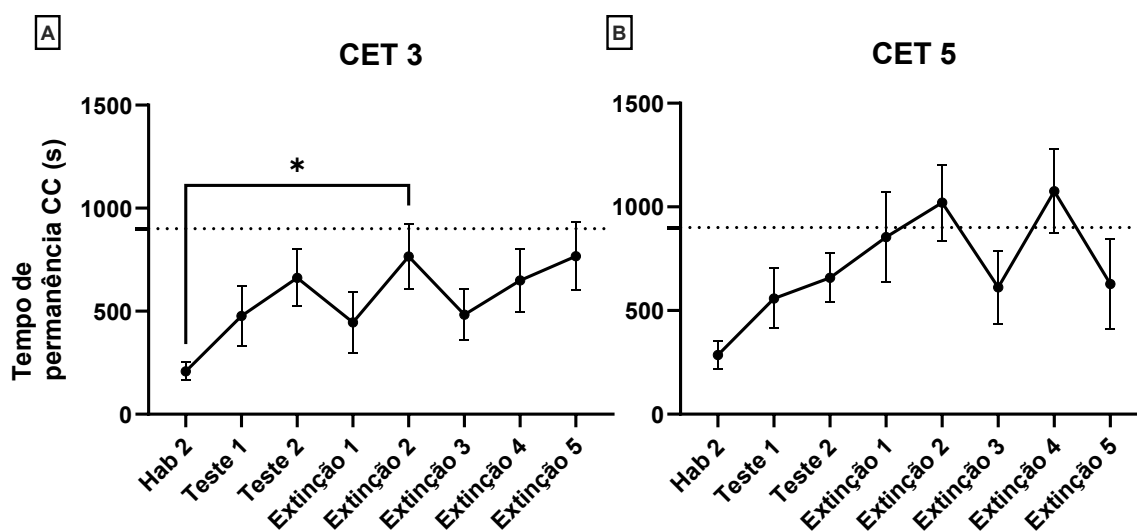 A
CET 3
Tempo de
permanência CC (s)
1500
1000
500
0
*
Hab 2
Teste 1
Teste 2
Extinção 1
Extinção 2
Extinção 3
Extinção 4
Extinção 5
B
CET 5
1500
1000
500
0
Hab 2
Teste 1
Teste 2
Extinção 1
Extinção 2
Extinção 3
Extinção 4
Extinção 5